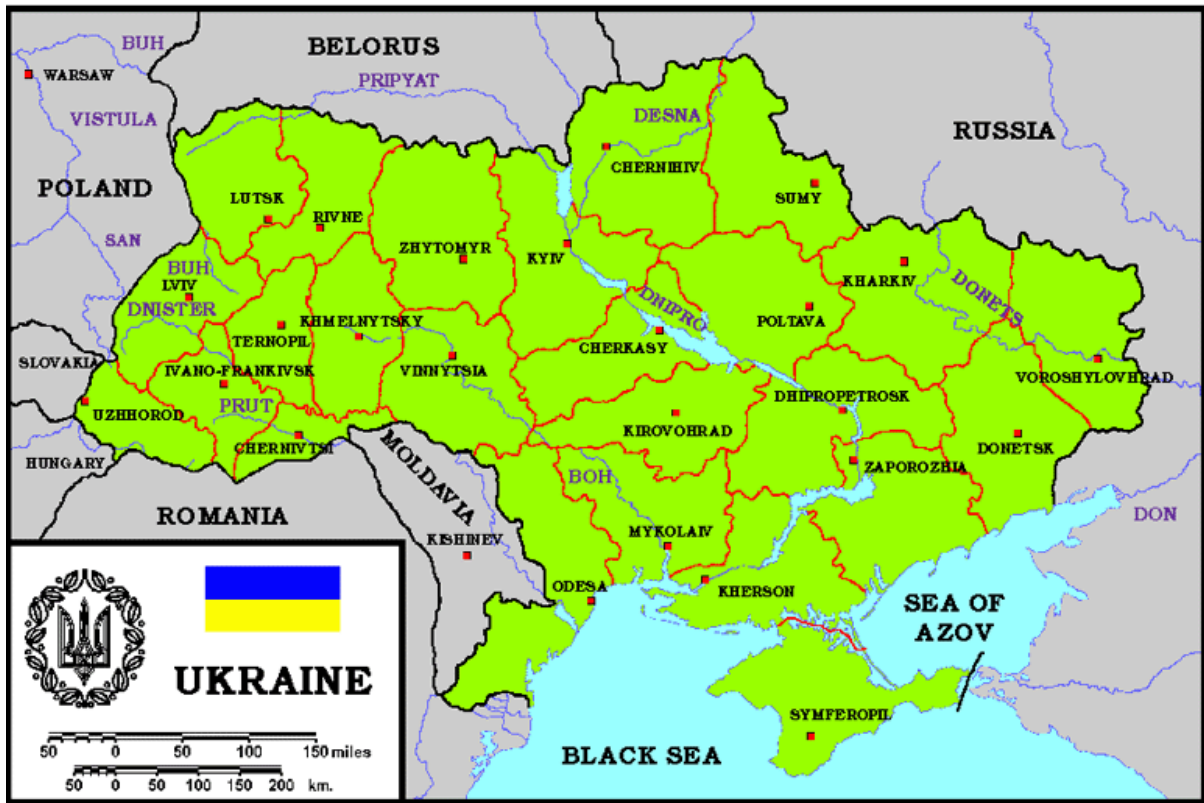 BUH
BELORUS
WARSAW
PRIPYAT
VISTULA
DESNA
RUSSIA
CHERNIHIV
POLAND
SUMY
LUTSK
RIVNE
SAN
ZHYTOMYR
KYIV
BUH
KHARKIV
LVIV
DNISTER
DNIPRO
DONETS
KHMELNYTSKY
POLTAVA
TERNOPIL
CHERKASY
SLOVAKIA
IVANO-FRANKIVSK
VINNYTSIA
VOROSHYLOVHRAD
UZHHOROD
PRUT
DHIPROPETROSK
KIROVOHRAD
CHERNIVTSI
DONETSK
HUNGARY
MOLDAVIA
ZAPOROZHIA
BOH
ROMANIA
DON
MYKOLAIV
KISHINEV
ODESA
KHERSON
SEA OF
AZOV
UKRAINE
SYMFEROPIL
BLACK SEA
50 0 50 100 150 miles
50 0 50 100 150 200 km.